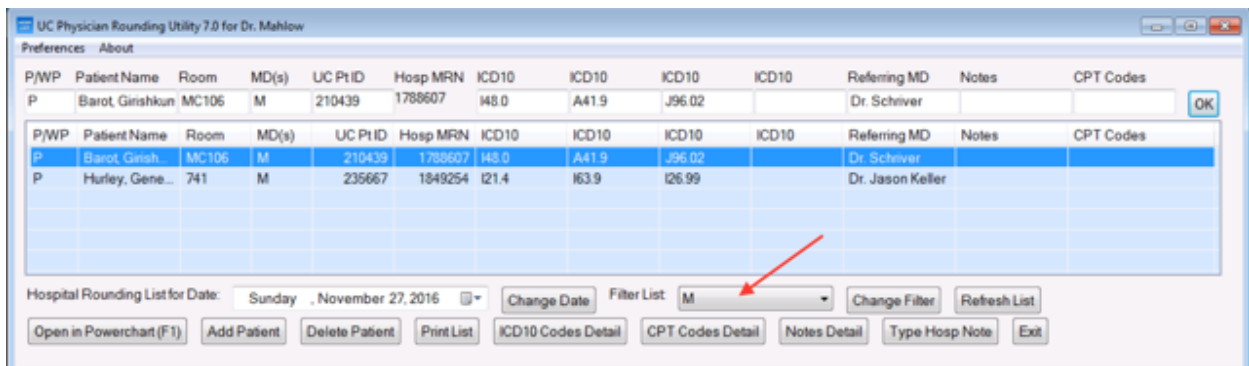 UC Physician Rounding Utility 7.0 for Dr. Mahlow
Preferences About
P/WP Patient Name Room MD(s) UC Pt ID Hosp MRN ICD10 ICD10 ICD10 ICD10 Referring MD Notes CPT Codes
P Barot, Girishkun MC106 M 210439 1788607 I48.0 A41.9 J96.02 Dr. Schriver OK
P/WP Patient Name Room MD(s) UC Pt ID Hosp MRN ICD10 ICD10 ICD10 ICD10 Referring MD Notes CPT Codes
P Barot, Girish... MC106 M 210439 1788607 I48.0 A41.9 J96.02 Dr. Schriver
P Hurley, Gene... 741 M 235667 1849254 I21.4 I63.9 I26.99 Dr. Jason Keller
Hospital Rounding List for Date: Sunday , November 27, 2016 Change Date Filter List: M Change Filter Refresh List
Open in Powerchart (F1) Add Patient Delete Patient Print List ICD10 Codes Detail CPT Codes Detail Notes Detail Type Hosp Note Exit